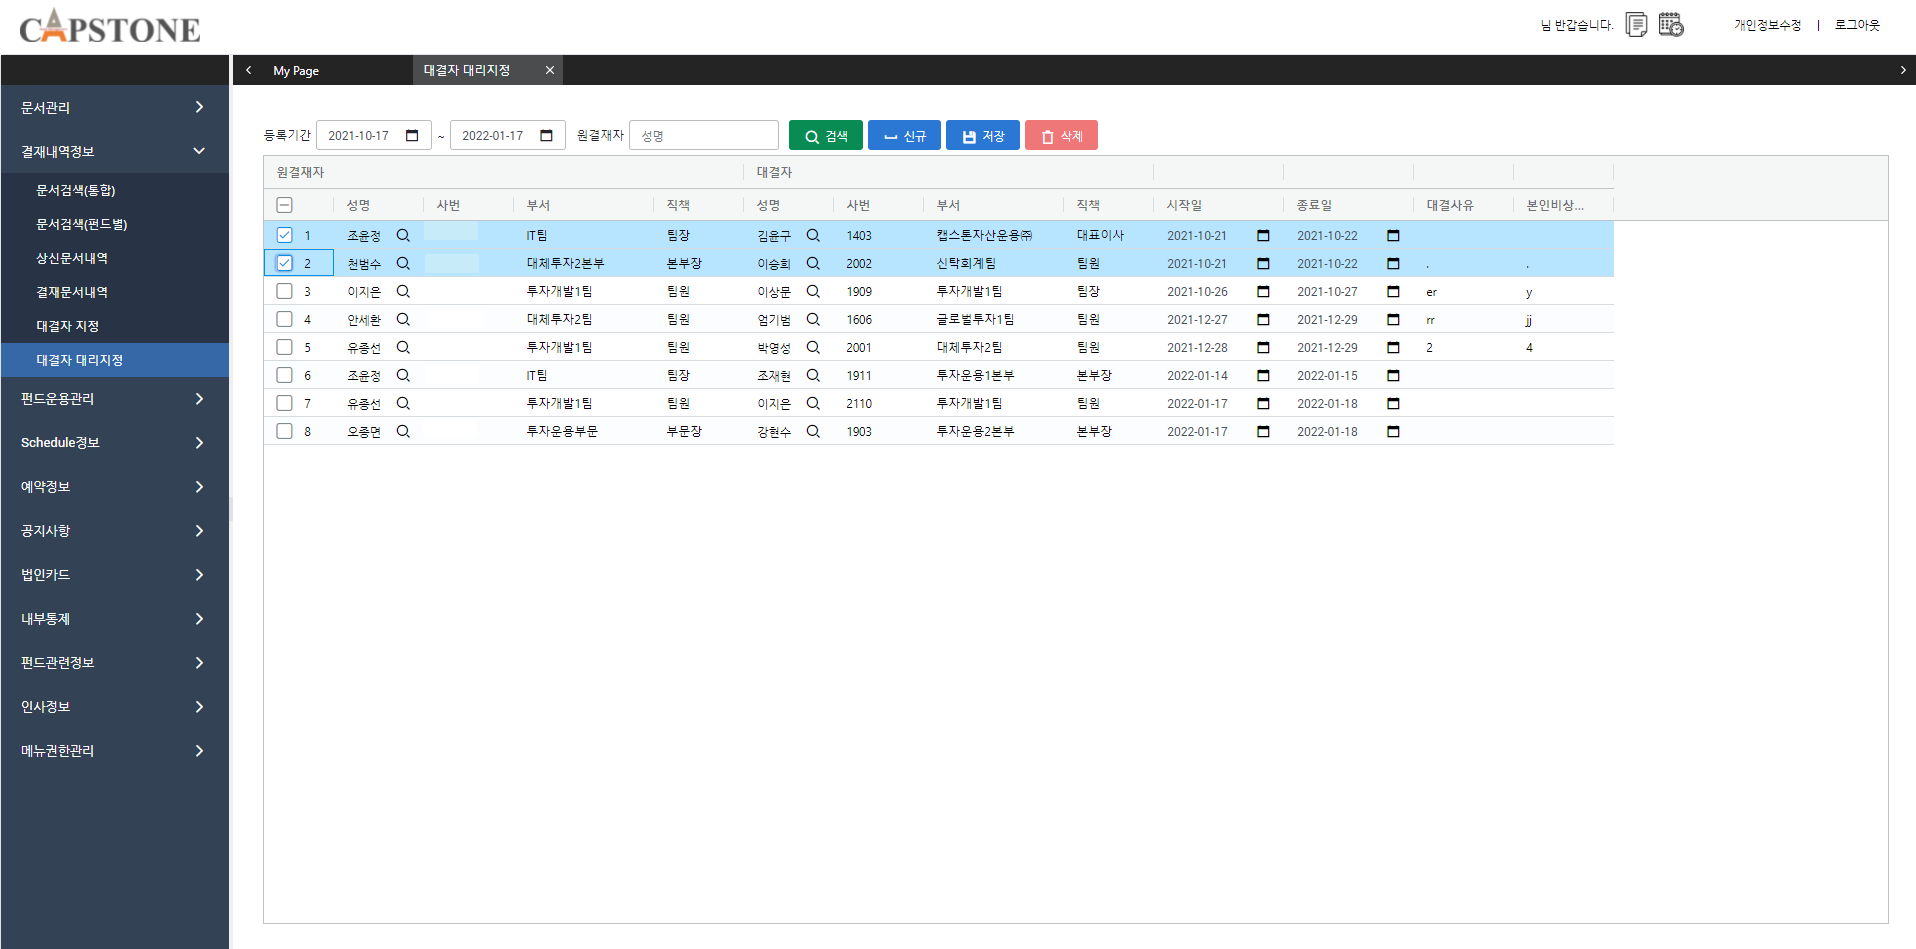 CAPSTONE
님 반갑습니다. 개인정보수정 | 로그아웃
My Page 대결자 대리지정
문서관리
결재내역정보
문서검색(통합)
문서검색(펀드별)
상신문서내역
결재문서내역
대결자 지정
대결자 대리지정
펀드운용관리
Schedule정보
예약정보
공지사항
법인카드
내부통제
펀드관련정보
인사정보
메뉴권한관리
등록기간 2021-10-17 ~ 2022-01-17 원결재자 성명 검색 신규 저장 삭제
원결재자 대결자
성명 사번 부서 직책 성명 사번 부서 직책 시작일 종료일 대결사유 본인비상...
1 조윤정 IT팀 팀장 김윤구 1403 캡스톤자산운용㈜ 대표이사 2021-10-21 2021-10-22
2 천범수 대체투자2본부 본부장 이승희 2002 신탁회계팀 팀원 2021-10-21 2021-10-22 . .
3 이지은 투자개발1팀 팀원 이상문 1909 투자개발1팀 팀장 2021-10-26 2021-10-27 er y
4 안세환 대체투자2팀 팀원 엄기범 1606 글로벌투자1팀 팀원 2021-12-27 2021-12-29 rr jj
5 유종선 투자개발1팀 팀원 박영성 2001 대체투자2팀 팀원 2021-12-28 2021-12-29 2 4
6 조윤정 IT팀 팀장 조재현 1911 투자운용1본부 본부장 2022-01-14 2022-01-15
7 유종선 투자개발1팀 팀원 이지은 2110 투자개발1팀 팀원 2022-01-17 2022-01-18
8 오종면 투자운용부문 부문장 강현수 1903 투자운용2본부 본부장 2022-01-17 2022-01-18